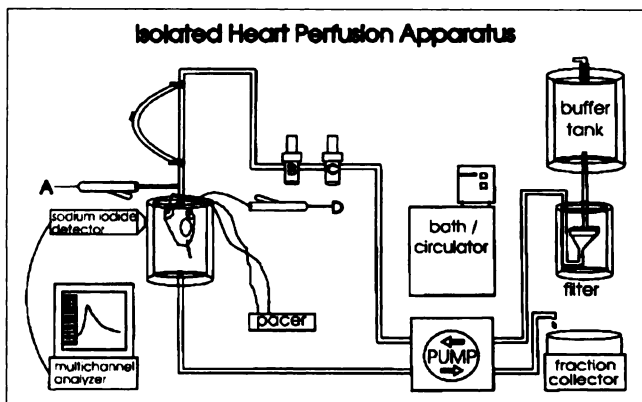 Isolated Heart Perfusion Apparatus
buffer
tank
A
B
C
D
sodium iodide
detector
bath /
circulator
filter
pacer
PUMP
multichannel
analyzer
fraction
collector